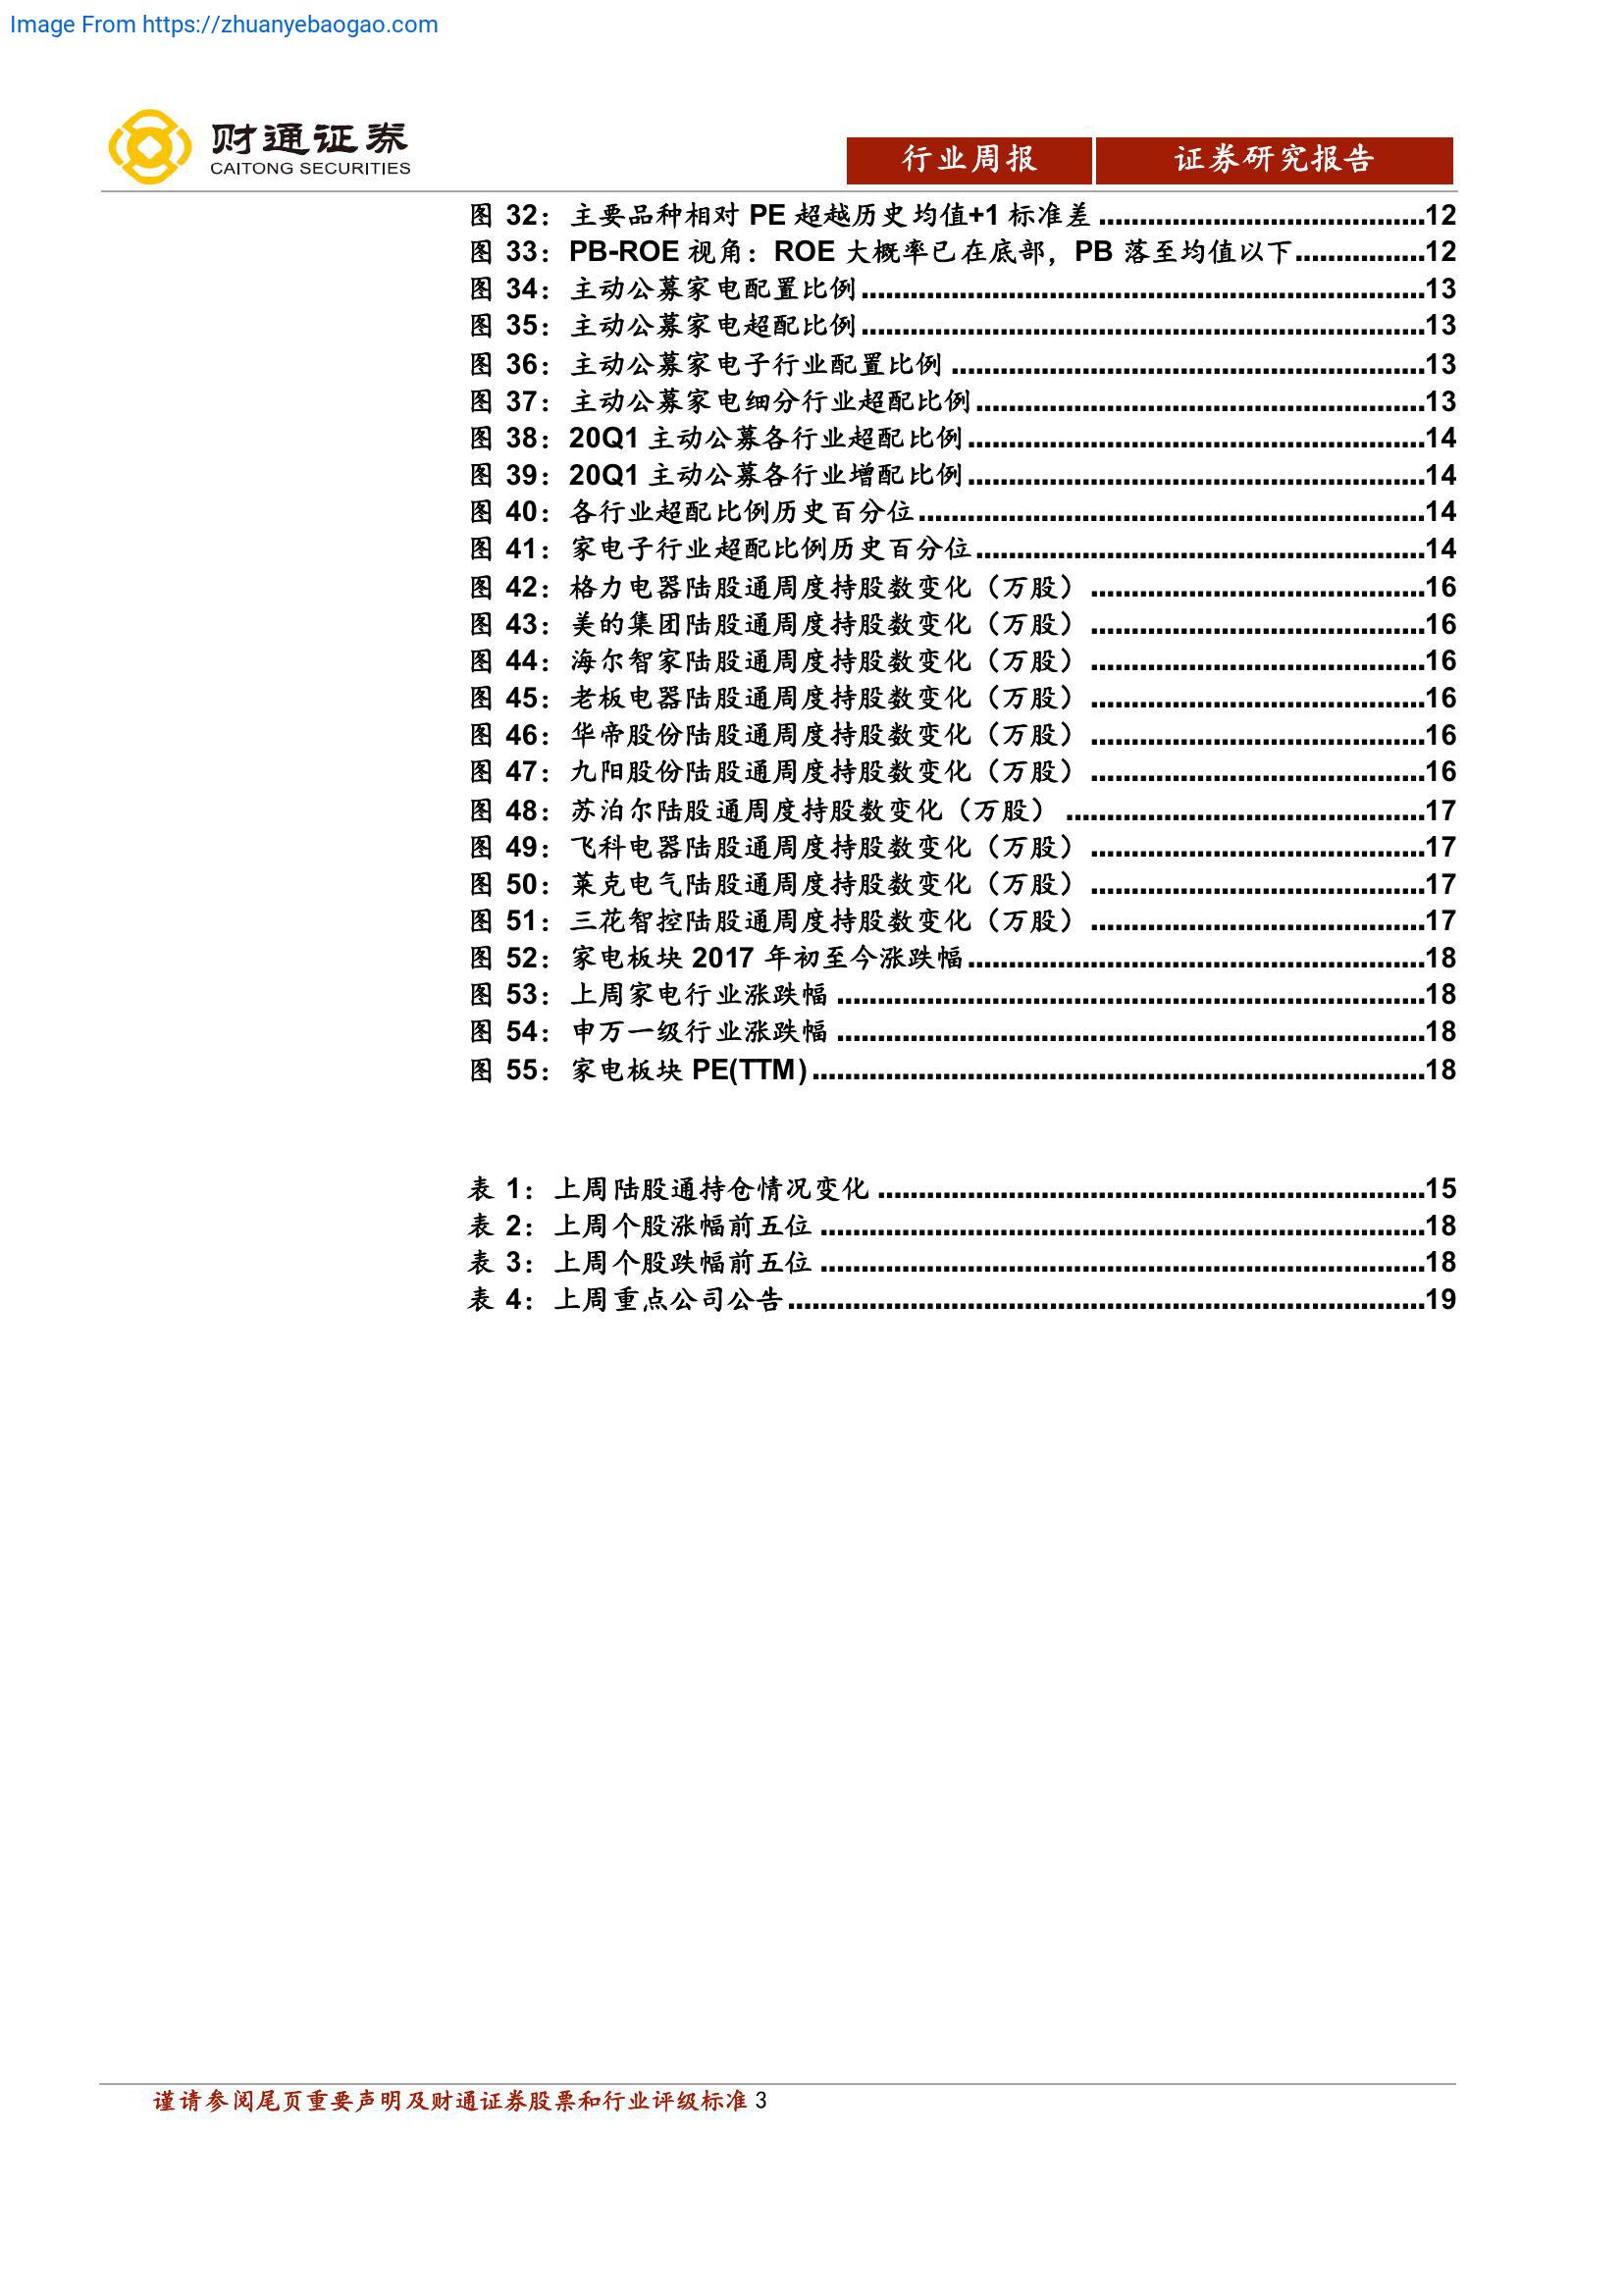 Image From https://zhuanyebaogao.com
财通证券
CAITONG SECURITIES
行业周报
证券研究报告
图 32：主要品种相对 PE 超越历史均值+1 标准差........................................12
图 33：PB-ROE 视角：ROE 大概率已在底部，PB 落至均值以下................12
图 34：主动公募家电配置比例.....................................................................13
图 35：主动公募家电超配比例.....................................................................13
图 36：主动公募家电子行业配置比例..........................................................13
图 37：主动公募家电细分行业超配比例.......................................................13
图 38：20Q1 主动公募各行业超配比例........................................................14
图 39：20Q1 主动公募各行业增配比例........................................................14
图 40：各行业超配比例历史百分位..............................................................14
图 41：家电子行业超配比例历史百分位.......................................................14
图 42：格力电器陆股通周度持股数变化（万股）.........................................16
图 43：美的集团陆股通周度持股数变化（万股）.........................................16
图 44：海尔智家陆股通周度持股数变化（万股）.........................................16
图 45：老板电器陆股通周度持股数变化（万股）.........................................16
图 46：华帝股份陆股通周度持股数变化（万股）.........................................16
图 47：九阳股份陆股通周度持股数变化（万股）.........................................16
图 48：苏泊尔陆股通周度持股数变化（万股）............................................17
图 49：飞科电器陆股通周度持股数变化（万股）.........................................17
图 50：莱克电气陆股通周度持股数变化（万股）.........................................17
图 51：三花智控陆股通周度持股数变化（万股）.........................................17
图 52：家电板块 2017 年初至今涨跌幅........................................................18
图 53：上周家电行业涨跌幅........................................................................18
图 54：申万一级行业涨跌幅........................................................................18
图 55：家电板块 PE(TTM)...........................................................................18
表 1：上周陆股通持仓情况变化...................................................................15
表 2：上周个股涨幅前五位..........................................................................18
表 3：上周个股跌幅前五位..........................................................................18
表 4：上周重点公司公告..............................................................................19
谨请参阅尾页重要声明及财通证券股票和行业评级标准 3